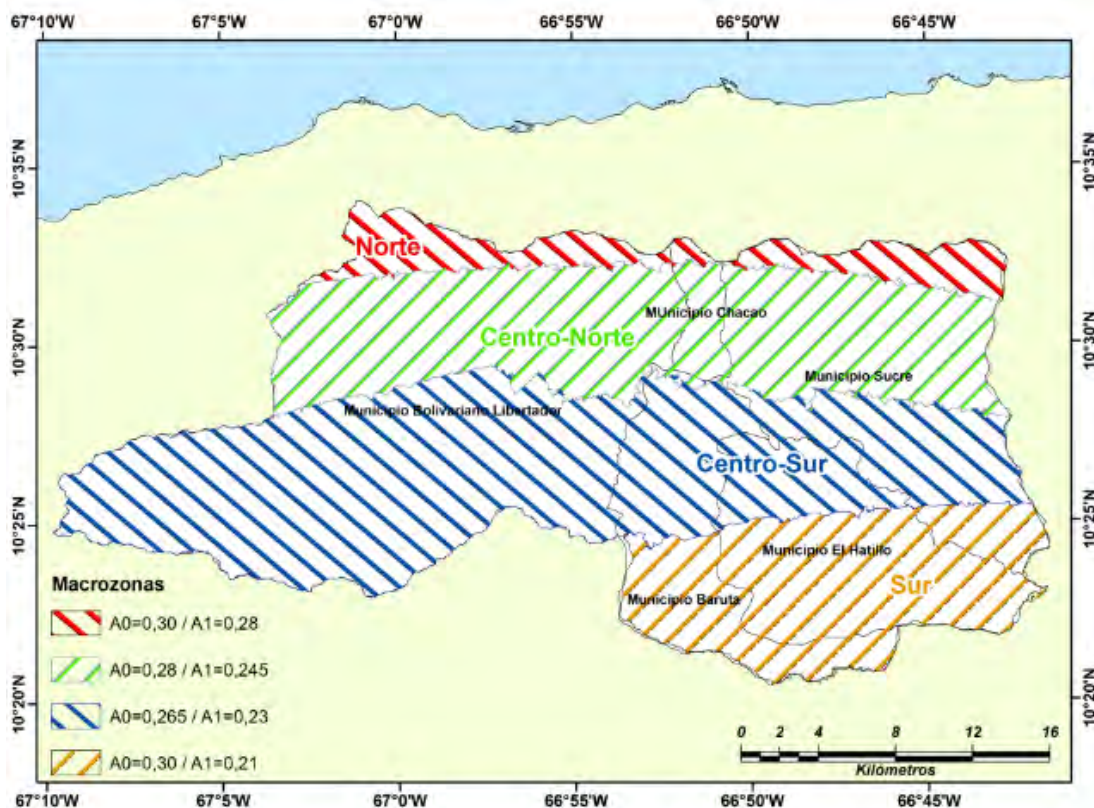 67°10'W 67°5'W 67°0'W 66°55'W 66°50'W 66°45'W
10°35'N 10°35'N
Norte
MUnicipio Chacao
10°30'N 10°30'N
Centro-Norte
Municipio Sucre
Municipio Bolivariano Libertador
Centro-Sur
10°25'N 10°25'N
Municipio El Hatillo
Sur
Municipio Baruta
Macrozonas
A0=0,30 / A1=0,28
A0=0,28 / A1=0,245
A0=0,265 / A1=0,23
A0=0,30 / A1=0,21
10°20'N 10°20'N
0 2 4 8 12 16
Kilómetros
67°10'W 67°5'W 67°0'W 66°55'W 66°50'W 66°45'W